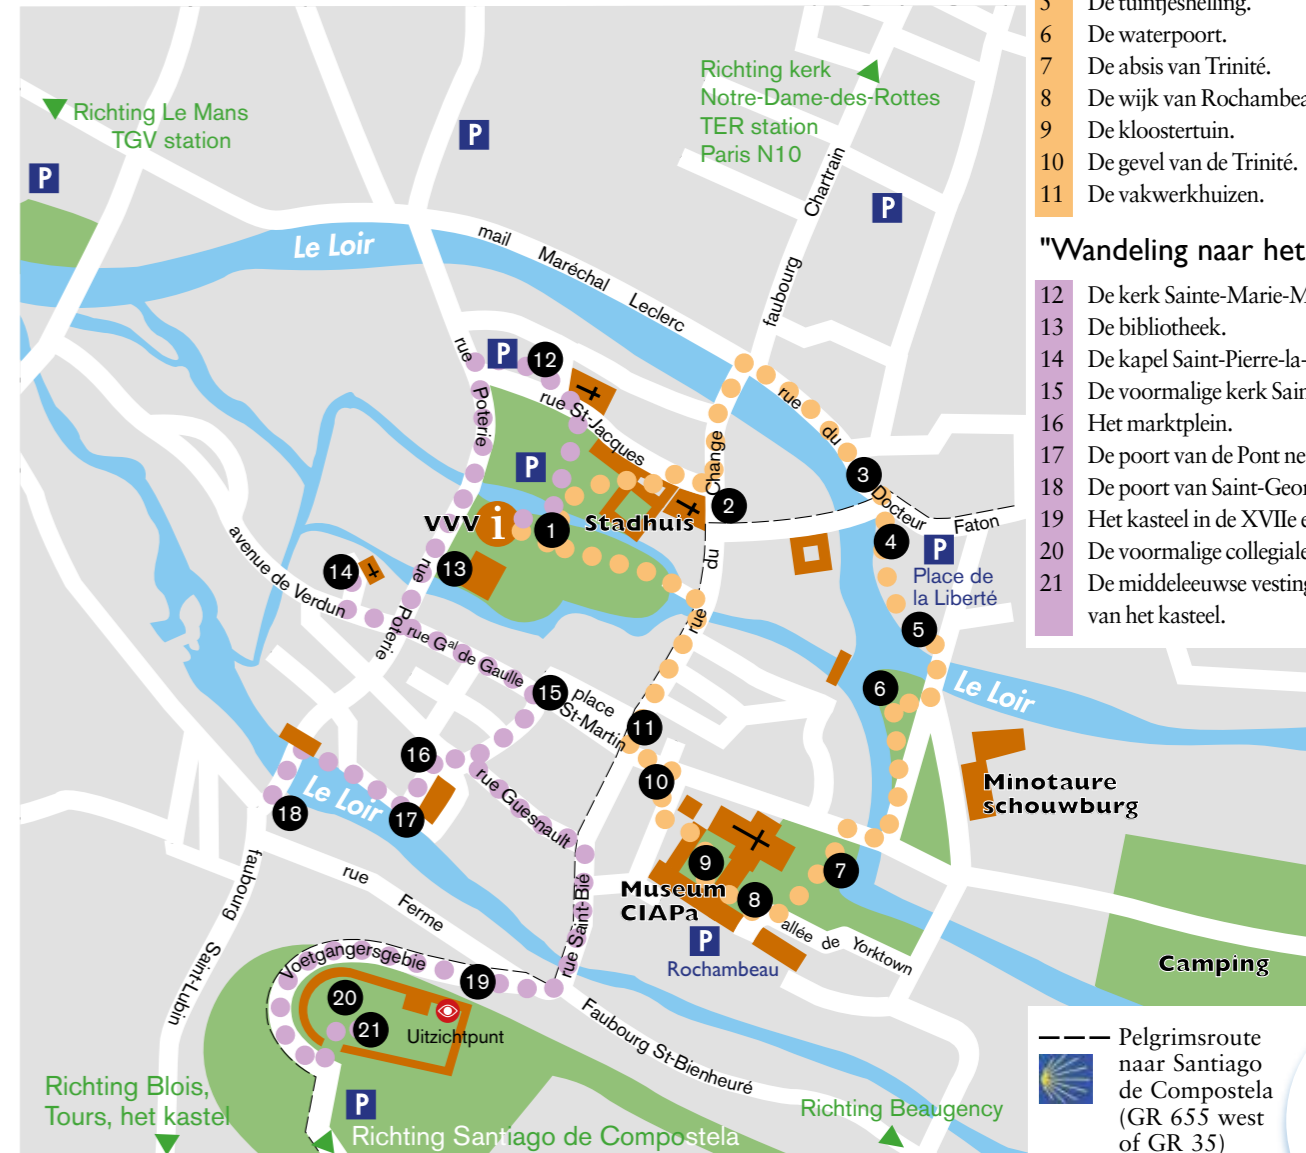 Richting Le Mans
TGV station
P
P
Richting kerk
Notre-Dame-des-Rottes
TER station
Paris N10
P
faubourg Chartrain
Le Loir
mail Maréchal Leclerc
rue Poterie
P
12
rue St-Jacques
P
VVV
i
1
Stadhuis
rue du Change
2
rue du Docteur Faton
3
4
P
Place de
la Liberté
5
6
Le Loir
13
14
avenue de Verdun
rue Poterie
rue Gal de Gaulle
15
place
St-Martin
11
10
16
rue Guesnault
17
18
Le Loir
Minotaure
schouwburg
9
8
7
Museum
CIAPa
P
Rochambeau
allée de Yorktown
Camping
rue Ferme
rue Saint-Bié
faubourg Saint-Lubin
Voetgangersgebie
19
20
21
Uitzichtpunt
Faubourg St-Bienheuré
P
Richting Blois,
Tours, het kastel
Richting Santiago de Compostela
Richting Beaugency
5 De tuintjeshelling.
6 De waterpoort.
7 De absis van Trinité.
8 De wijk van Rochambea
9 De kloostertuin.
10 De gevel van de Trinité.
11 De vakwerkhuizen.
"Wandeling naar het
12 De kerk Sainte-Marie-M
13 De bibliotheek.
14 De kapel Saint-Pierre-la-
15 De voormalige kerk Sain
16 Het marktplein.
17 De poort van de Pont ne
18 De poort van Saint-Geor
19 Het kasteel in de XVIIe e
20 De voormalige collegiale
21 De middeleeuwse vesting
van het kasteel.
Pelgrimsroute
naar Santiago
de Compostela
(GR 655 west
of GR 35)